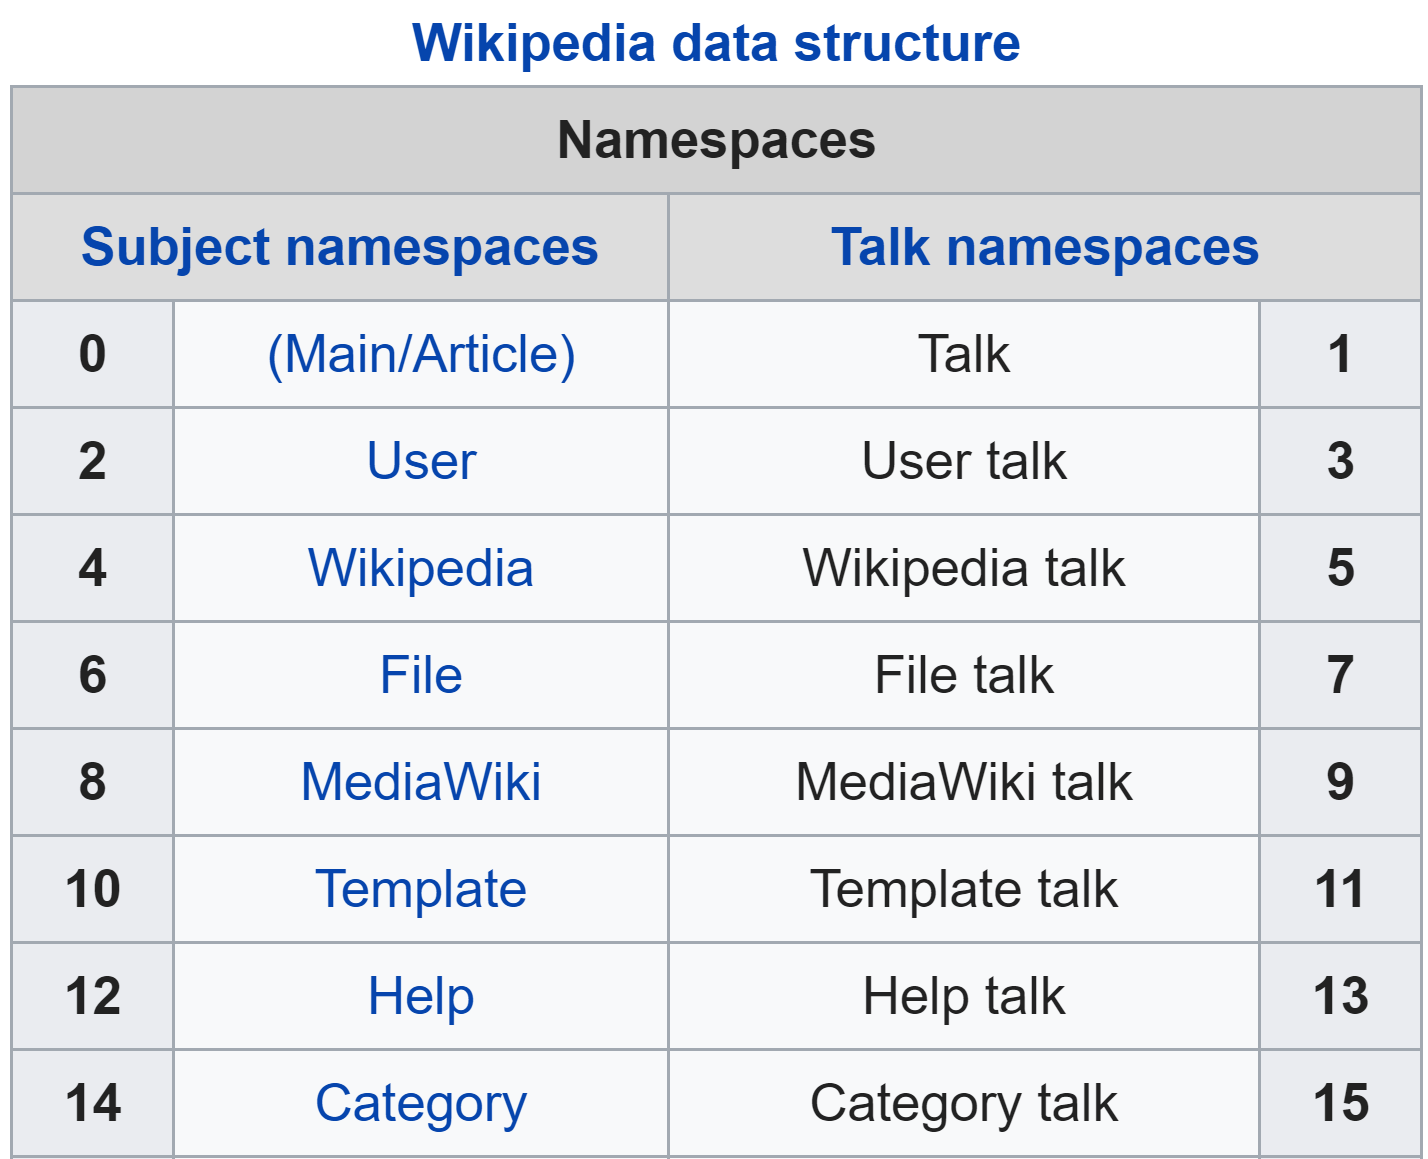 Wikipedia data structure
Namespaces
Subject namespaces Talk namespaces
0 (Main/Article) Talk 1
2 User User talk 3
4 Wikipedia Wikipedia talk 5
6 File File talk 7
8 MediaWiki MediaWiki talk 9
10 Template Template talk 11
12 Help Help talk 13
14 Category Category talk 15